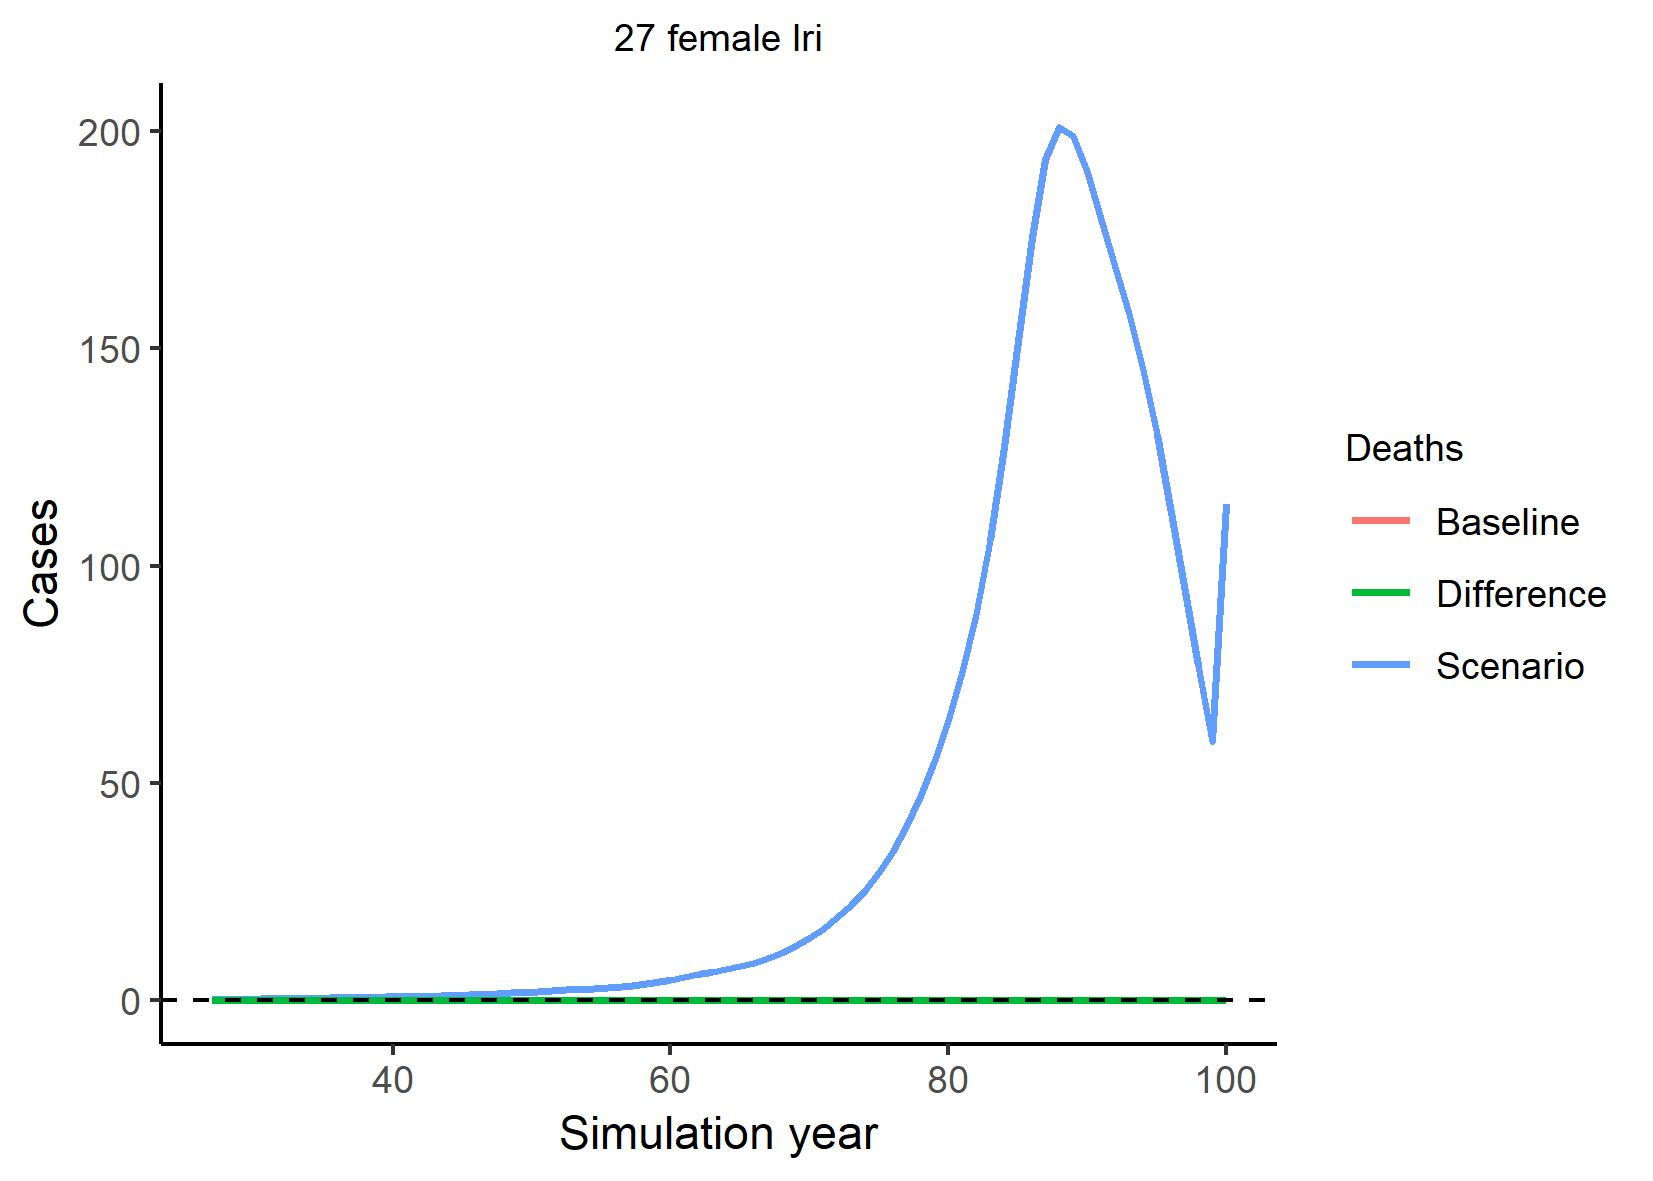 27 female lri
200
150
100
50
0
Cases
40 60 80 100
Simulation year
Deaths
Baseline
Difference
Scenario